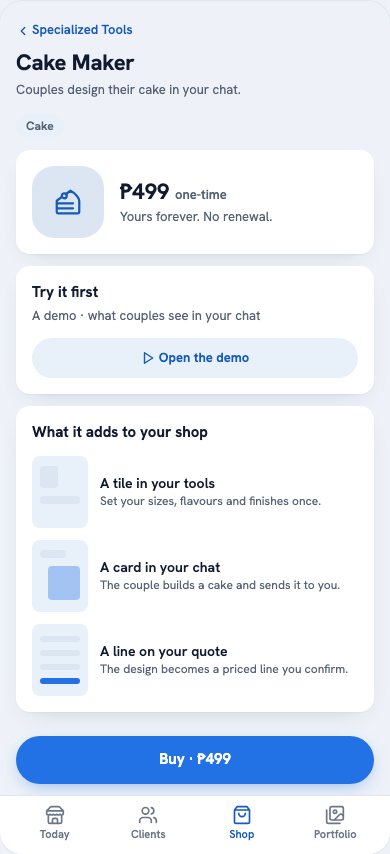 Specialized Tools
Cake Maker
Couples design their cake in your chat.
Cake
₱499 one-time
Yours forever. No renewal.
Try it first
A demo · what couples see in your chat
Open the demo
What it adds to your shop
A tile in your tools
Set your sizes, flavours and finishes once.
A card in your chat
The couple builds a cake and sends it to you.
A line on your quote
The design becomes a priced line you confirm.
Buy · ₱499
Today Clients Shop Portfolio